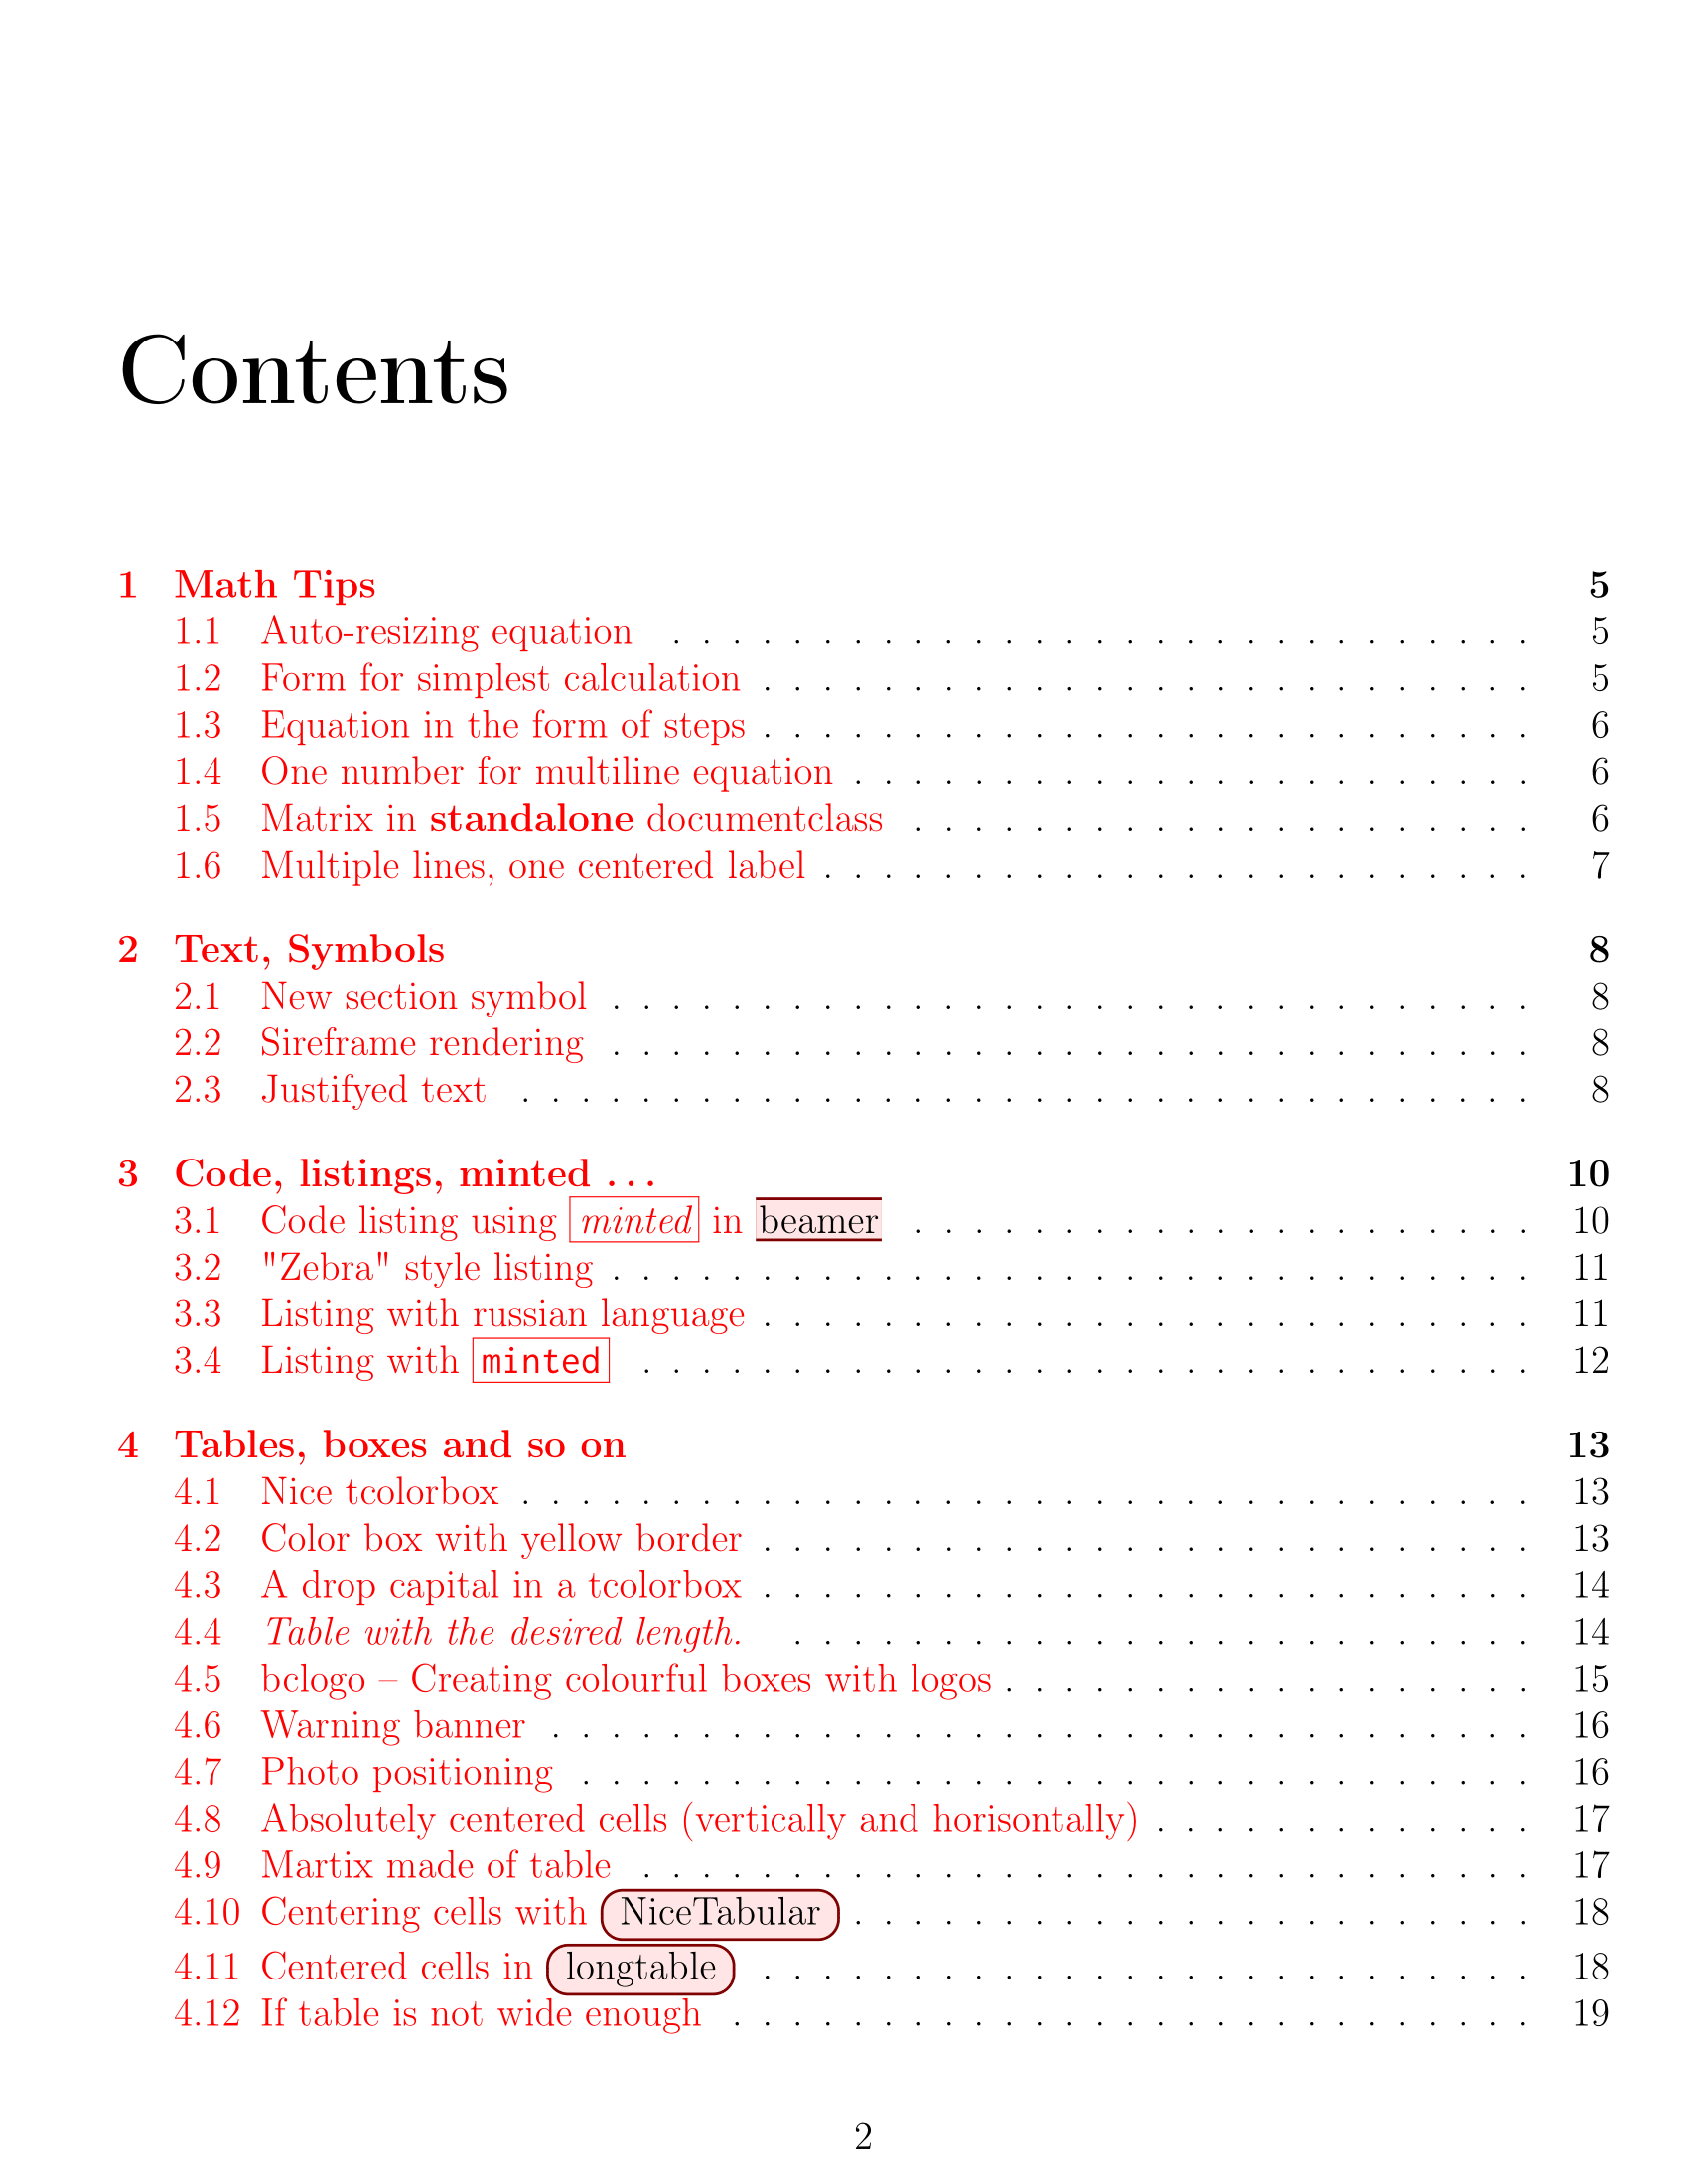 Contents
1 Math Tips 5
1.1 Auto-resizing equation . . . . . . . . . . . . . . . . . . . . . . . . . . . . . 5
1.2 Form for simplest calculation . . . . . . . . . . . . . . . . . . . . . . . . . . 5
1.3 Equation in the form of steps . . . . . . . . . . . . . . . . . . . . . . . . . . 6
1.4 One number for multiline equation . . . . . . . . . . . . . . . . . . . . . . . 6
1.5 Matrix in standalone documentclass . . . . . . . . . . . . . . . . . . . . . 6
1.6 Multiple lines, one centered label . . . . . . . . . . . . . . . . . . . . . . . . 7
2 Text, Symbols 8
2.1 New section symbol . . . . . . . . . . . . . . . . . . . . . . . . . . . . . . . 8
2.2 Sireframe rendering . . . . . . . . . . . . . . . . . . . . . . . . . . . . . . . 8
2.3 Justifyed text . . . . . . . . . . . . . . . . . . . . . . . . . . . . . . . . . . 8
3 Code, listings, minted . . . 10
3.1 Code listing using minted in beamer . . . . . . . . . . . . . . . . . . . . . 10
3.2 "Zebra" style listing . . . . . . . . . . . . . . . . . . . . . . . . . . . . . . . 11
3.3 Listing with russian language . . . . . . . . . . . . . . . . . . . . . . . . . . 11
3.4 Listing with minted . . . . . . . . . . . . . . . . . . . . . . . . . . . . . . 12
4 Tables, boxes and so on 13
4.1 Nice tcolorbox . . . . . . . . . . . . . . . . . . . . . . . . . . . . . . . . . . 13
4.2 Color box with yellow border . . . . . . . . . . . . . . . . . . . . . . . . . . 13
4.3 A drop capital in a tcolorbox . . . . . . . . . . . . . . . . . . . . . . . . . . 14
4.4 Table with the desired length. . . . . . . . . . . . . . . . . . . . . . . . . . 14
4.5 bclogo – Creating colourful boxes with logos . . . . . . . . . . . . . . . . . . 15
4.6 Warning banner . . . . . . . . . . . . . . . . . . . . . . . . . . . . . . . . . 16
4.7 Photo positioning . . . . . . . . . . . . . . . . . . . . . . . . . . . . . . . . 16
4.8 Absolutely centered cells (vertically and horisontally) . . . . . . . . . . . . . 17
4.9 Martix made of table . . . . . . . . . . . . . . . . . . . . . . . . . . . . . . 17
4.10 Centering cells with NiceTabular . . . . . . . . . . . . . . . . . . . . . . . 18
4.11 Centered cells in longtable . . . . . . . . . . . . . . . . . . . . . . . . . . 18
4.12 If table is not wide enough . . . . . . . . . . . . . . . . . . . . . . . . . . . 19
2